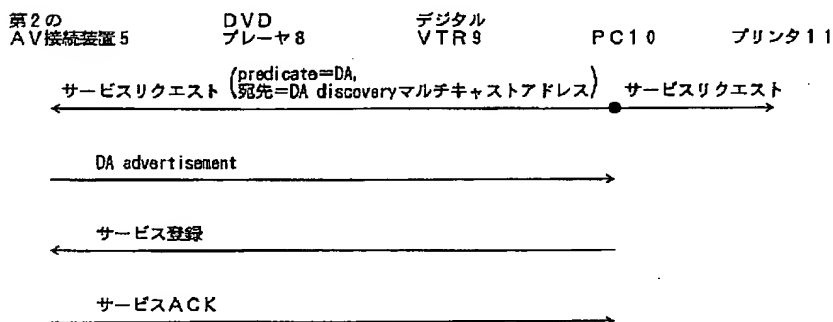 第2の
AV接続装置5
DVD
プレーヤ8
デジタル
VTR9
PC10
プリンタ11
サービスリクエスト (predicate=DA,
宛先=DA discoveryマルチキャストアドレス)
サービスリクエスト
DA advertisement
サービス登録
サービスACK